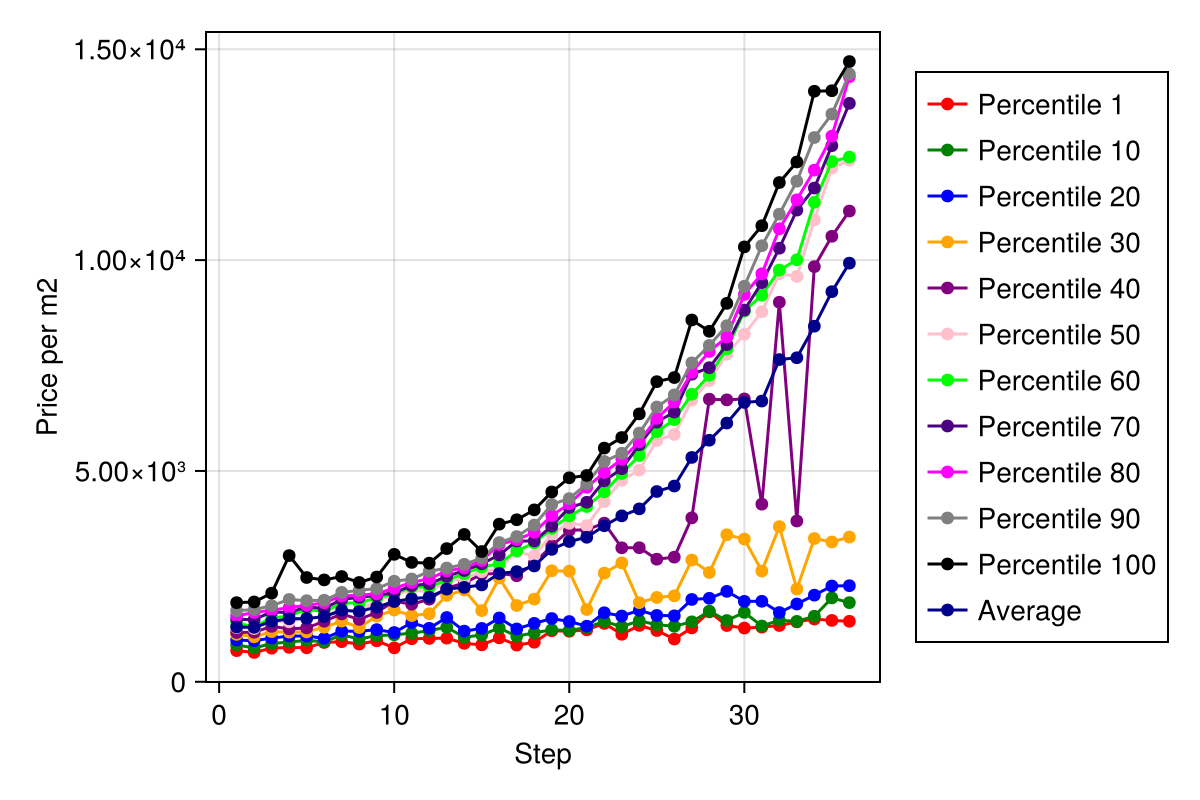 1.50×10⁴
1.00×10⁴
5.00×10³
0
0 10 20 30
Price per m2
Step
Percentile 1
Percentile 10
Percentile 20
Percentile 30
Percentile 40
Percentile 50
Percentile 60
Percentile 70
Percentile 80
Percentile 90
Percentile 100
Average